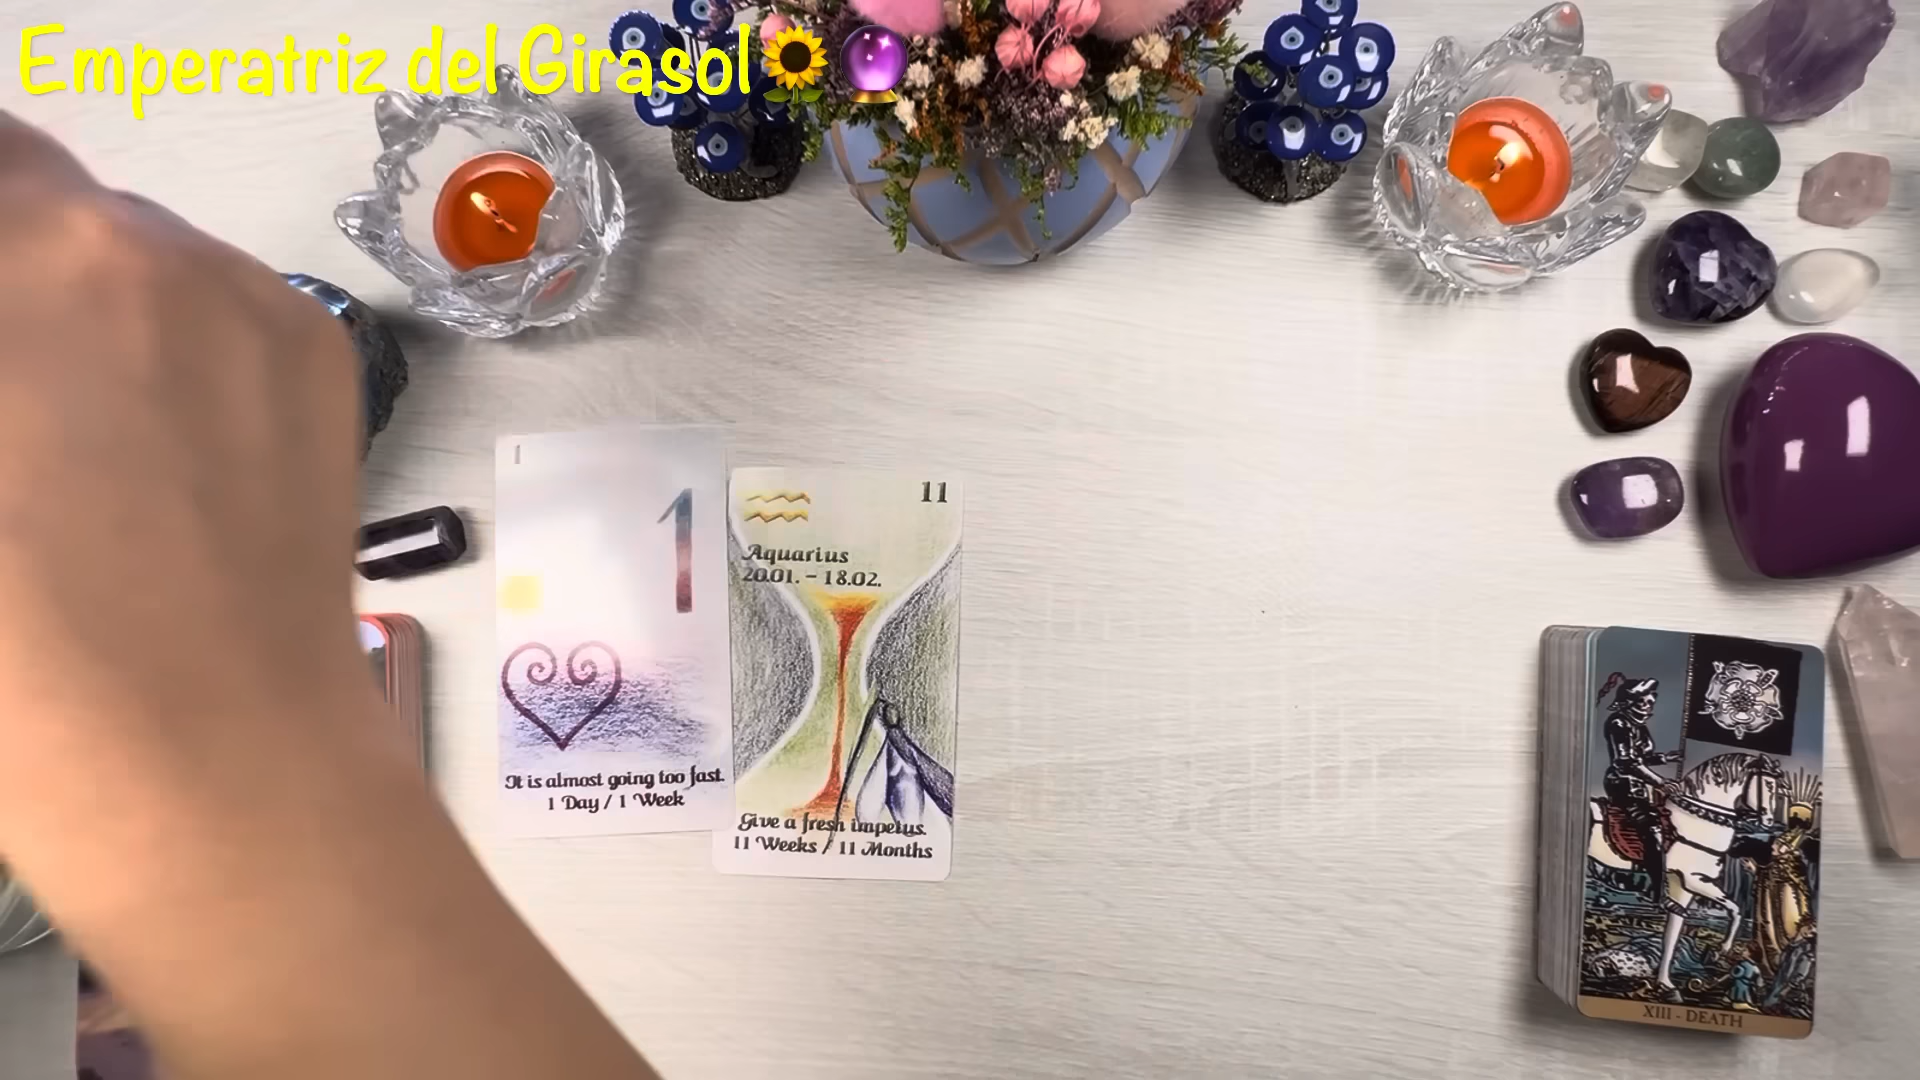 Emperatriz del Girasol🌻🔮
1
1
It is almost going too fast.
1 Day / 1 Week
11
Aquarius
20.01. - 18.02.
Give a fresh impetus.
11 Weeks / 11 Months
XIII - DEATH